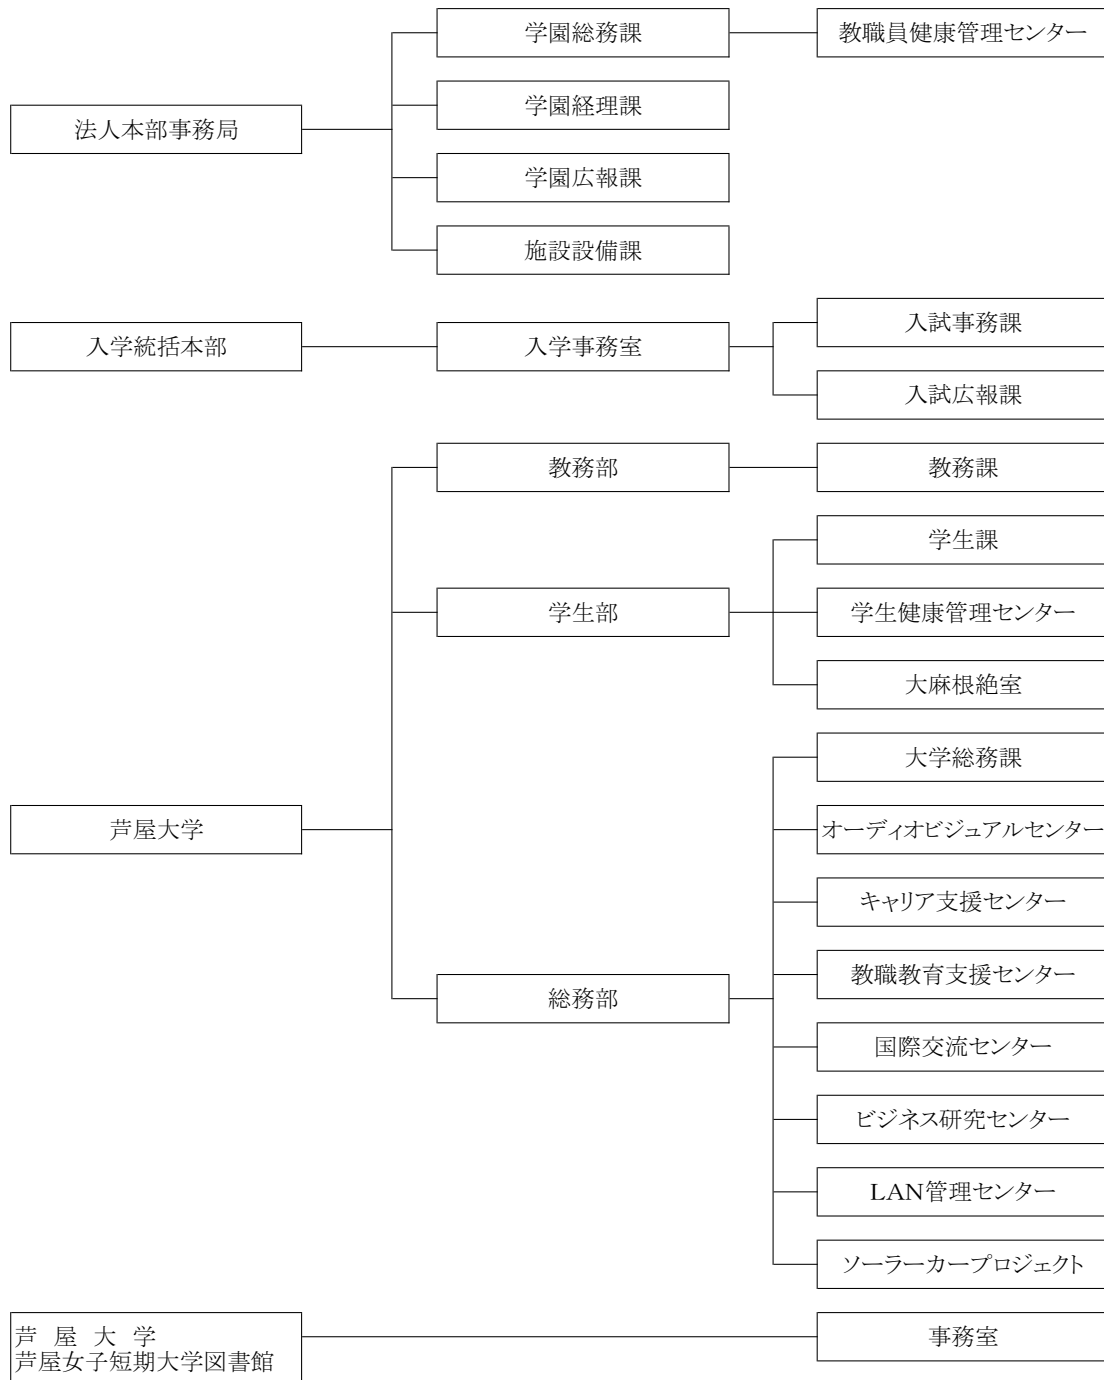 学園総務課
教職員健康管理センター
学園経理課
法人本部事務局
学園広報課
施設設備課
入試事務課
入学統括本部
入学事務室
入試広報課
教務部
教務課
学生課
学生部
学生健康管理センター
大麻根絶室
大学総務課
芦屋大学
オーディオビジュアルセンター
キャリア支援センター
教職教育支援センター
総務部
国際交流センター
ビジネス研究センター
LAN管理センター
ソーラーカープロジェクト
芦 屋 大 学
芦屋女子短期大学図書館
事務室